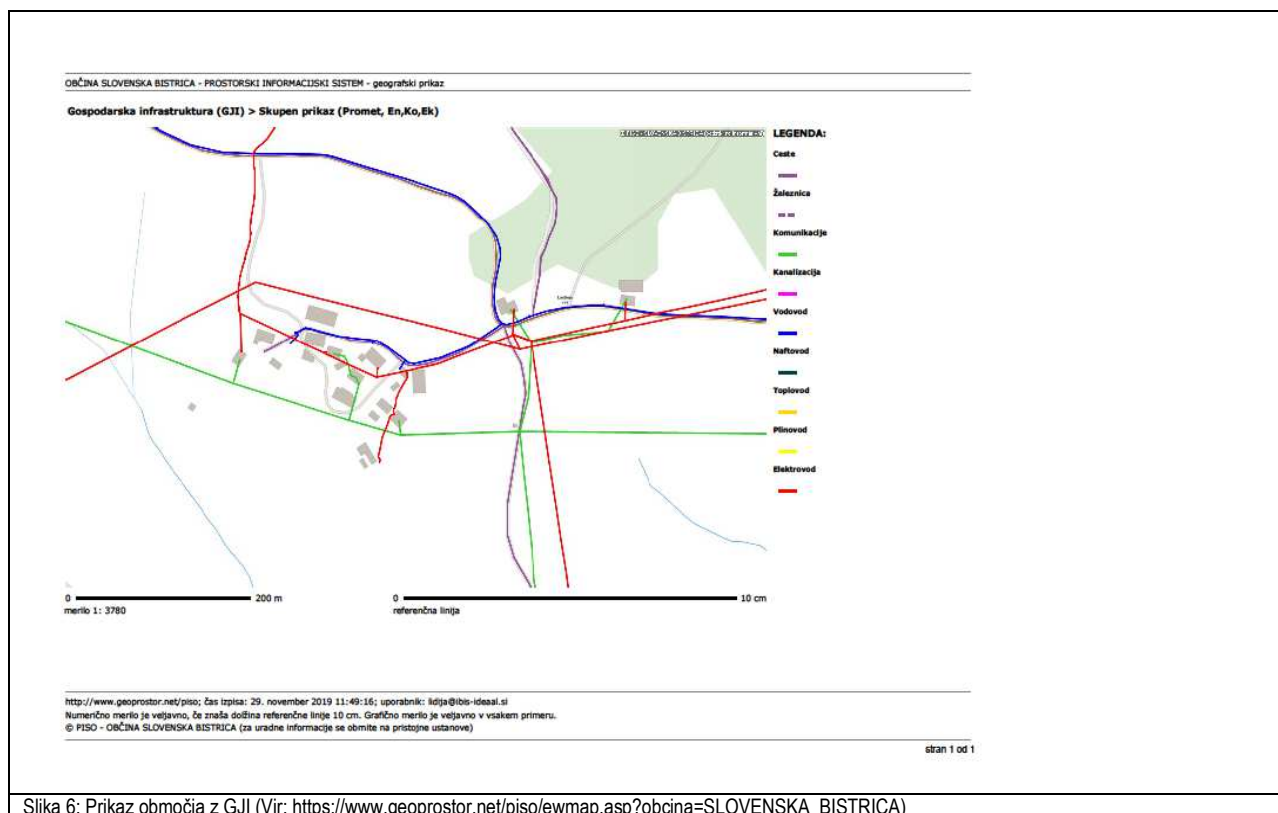 OBČINA SLOVENSKA BISTRICA - PROSTORSKI INFORMACIJSKI SISTEM - geografski prikaz
Gospodarska infrastruktura (GJI) > Skupen prikaz (Promet, En,Ko,Ek)
LEGENDA:
Ceste
Železnica
Komunikacije
Kanalizacija
Vodovod
Naftovod
Toplovod
Plinovod
Elektrovod
0 200 m
merilo 1: 3780
0 10 cm
referenčna linija
http://www.geoprostor.net/piso; čas izpisa: 29. november 2019 11:49:16; uporabnik: lidija@ibis-ideaal.si
Numerično merilo je veljavno, če znaša dolžina referenčne linije 10 cm. Grafično merilo je veljavno v vsakem primeru.
© PISO - OBČINA SLOVENSKA BISTRICA (za uradne informacije se obrnite na pristojne ustanove)
stran 1 od 1
Slika 6: Prikaz območja z GJI (Vir: https://www.geoprostor.net/piso/ewmap.asp?obcina=SLOVENSKA_BISTRICA)